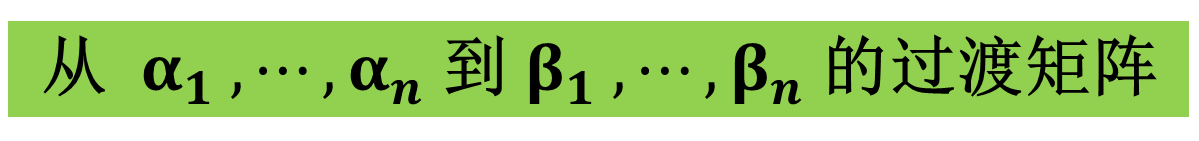 从 α₁ ,⋯,αₙ 到 β₁ ,⋯,βₙ 的过渡矩阵